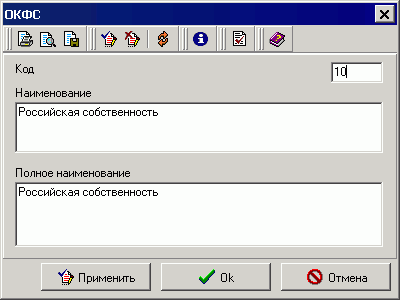 ОКФС
Код
10
Наименование
Российская собственность
Полное наименование
Российская собственность
Применить Ok Отмена